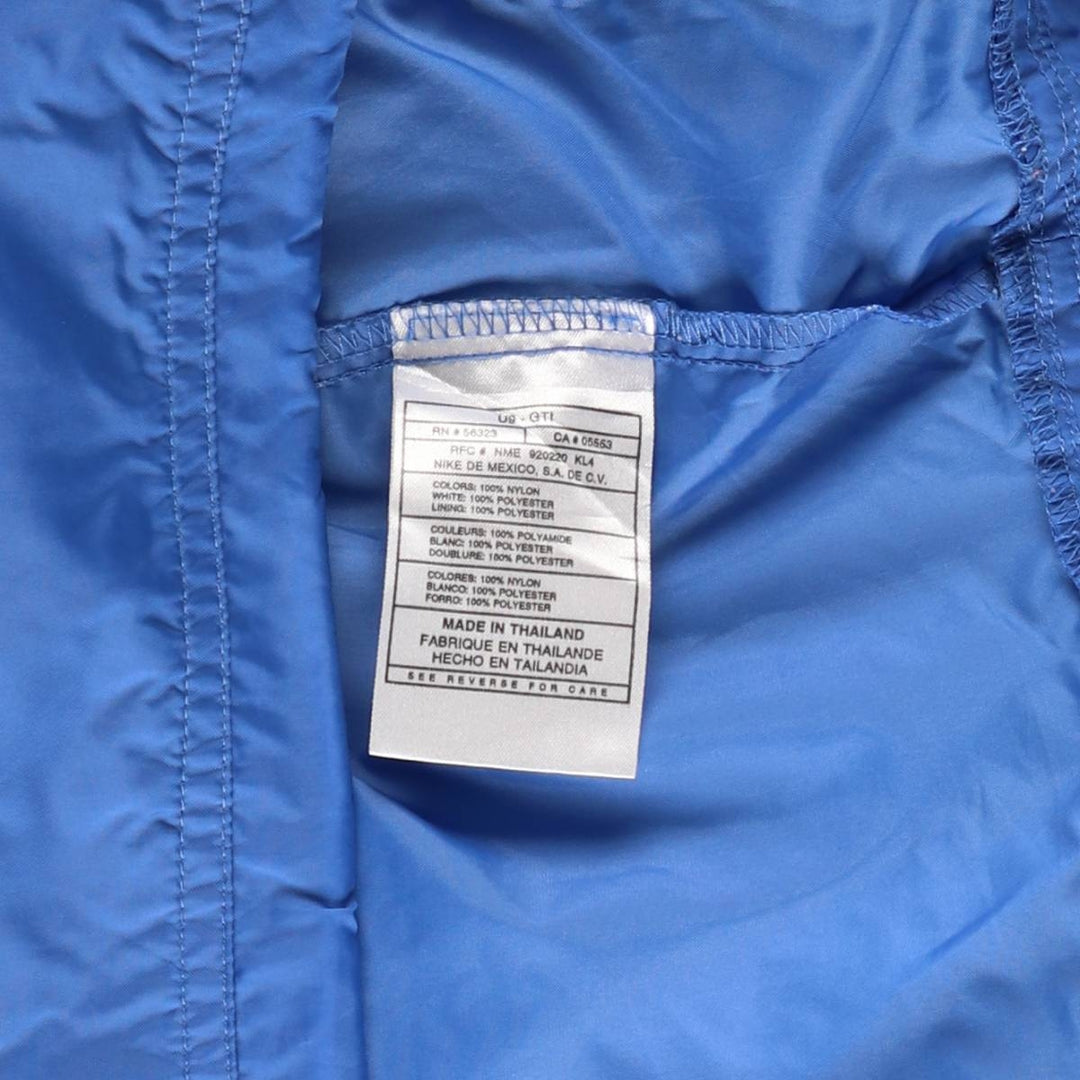 U9 - GTI
RN # 56323 CA # 05553
RFC # NME 920220 KL4
NIKE DE MEXICO, S.A. DE C.V.
COLORS: 100% NYLON
WHITE: 100% POLYESTER
LINING: 100% POLYESTER
COULEURS: 100% POLYAMIDE
BLANC: 100% POLYESTER
DOUBLURE: 100% POLYESTER
COLORES: 100% NYLON
BLANCO: 100% POLYESTER
FORRO: 100% POLYESTER
MADE IN THAILAND
FABRIQUE EN THAILANDE
HECHO EN TAILANDIA
SEE REVERSE FOR CARE